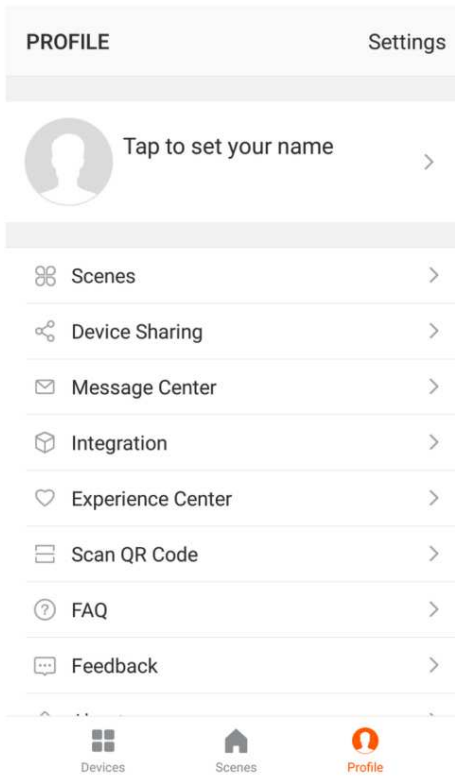 PROFILE Settings
Tap to set your name
Scenes
Device Sharing
Message Center
Integration
Experience Center
Scan QR Code
FAQ
Feedback
Devices Scenes Profile